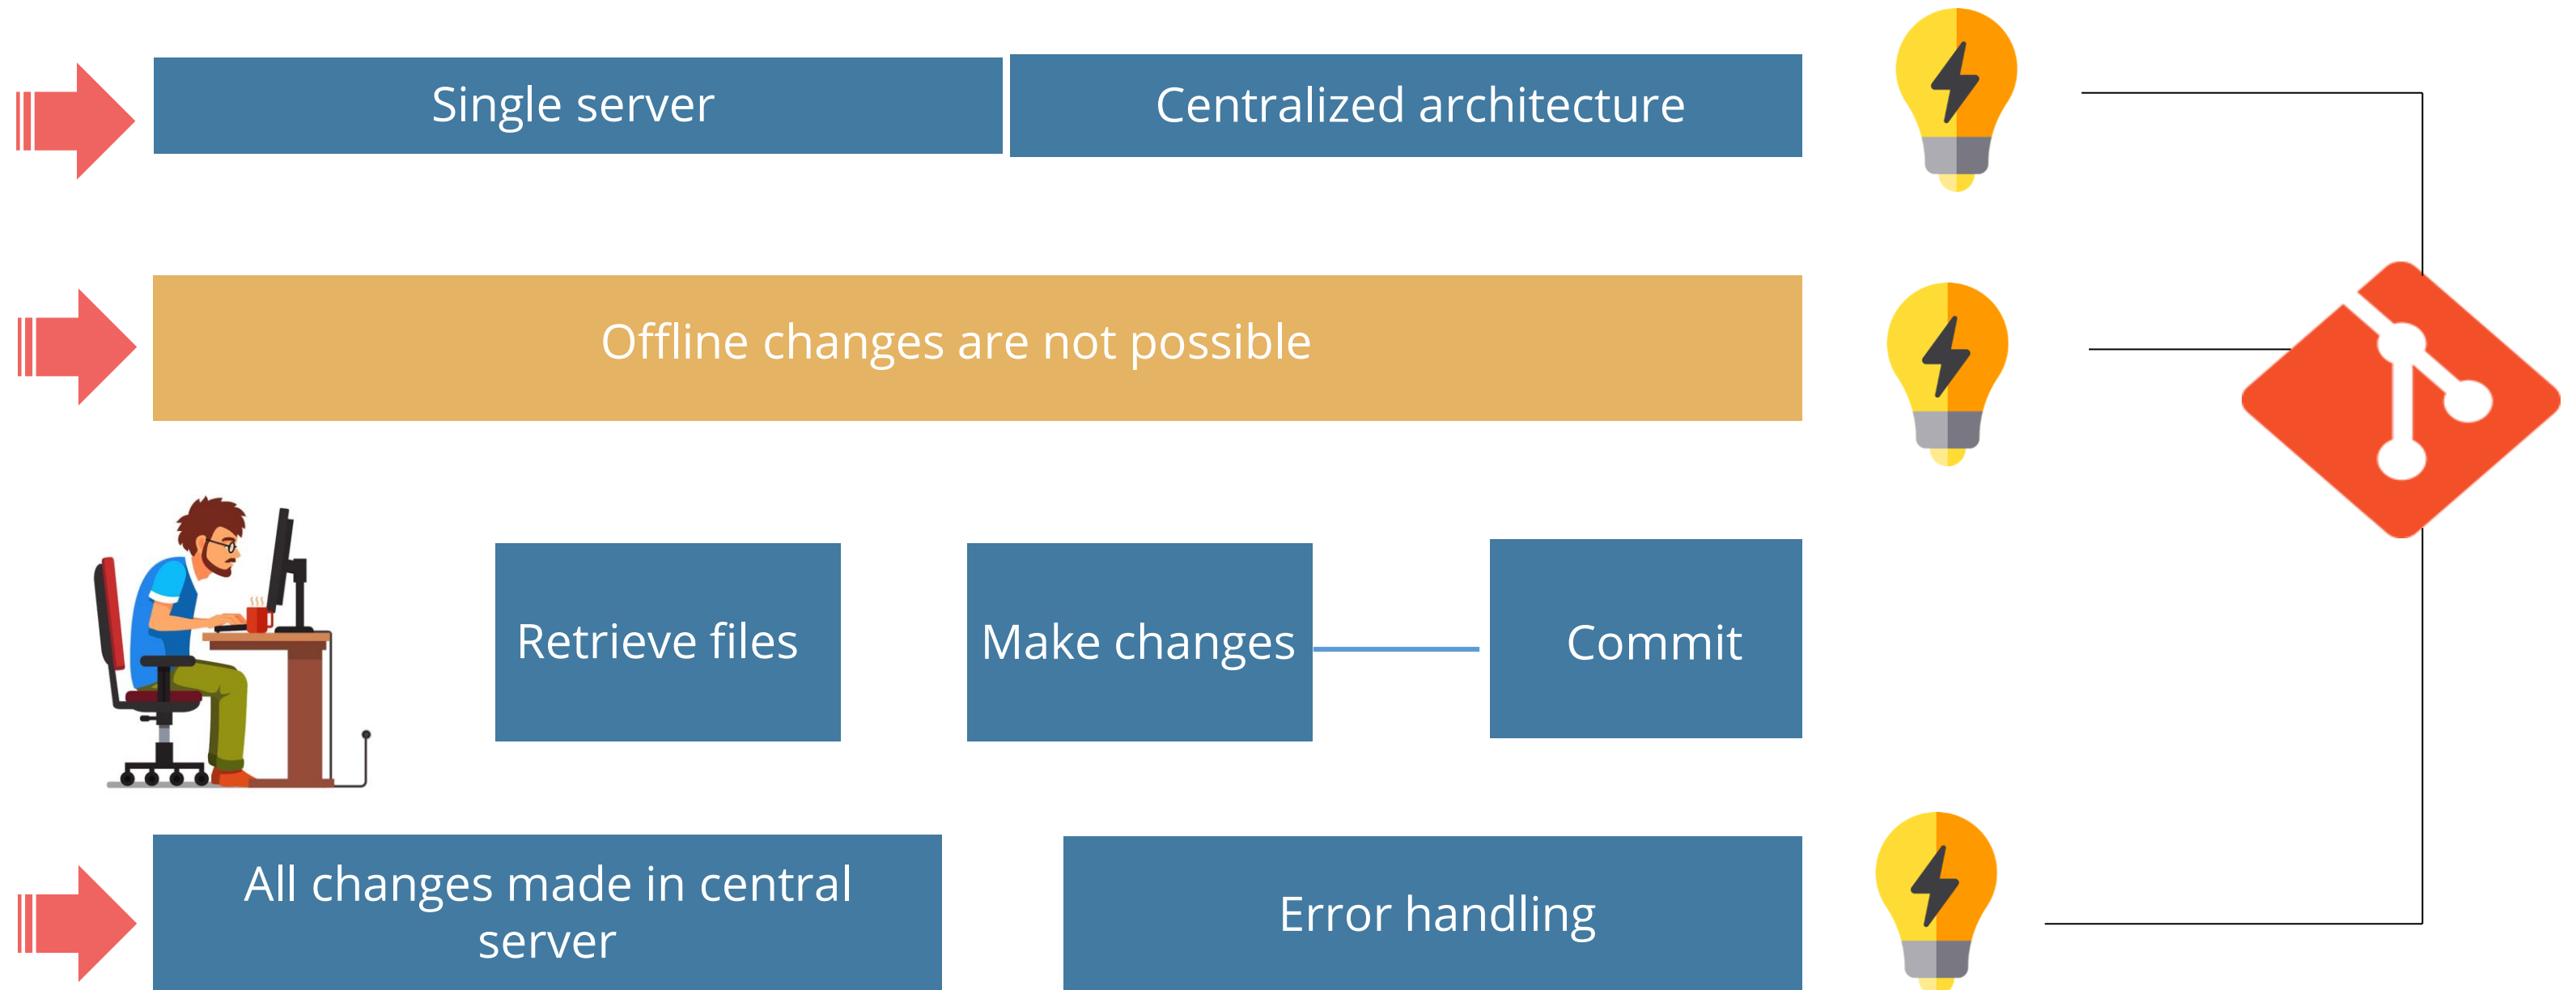 Single server
Centralized architecture
Offline changes are not possible
Retrieve files
Make changes
Commit
All changes made in central
server
Error handling